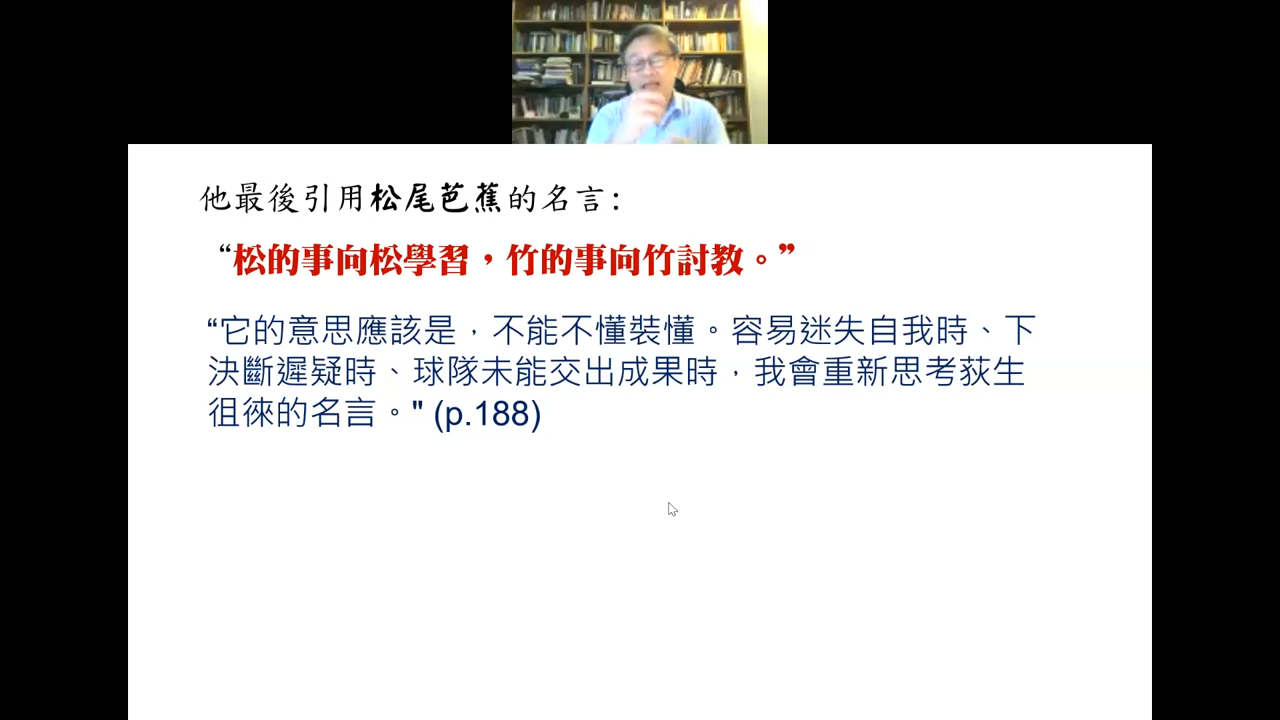 他最後引用松尾芭蕉的名言:
“松的事向松學習，竹的事向竹討教。”
“它的意思應該是，不能不懂裝懂。容易迷失自我時、下
決斷遲疑時、球隊未能交出成果時，我會重新思考荻生
徂徠的名言。" (p.188)